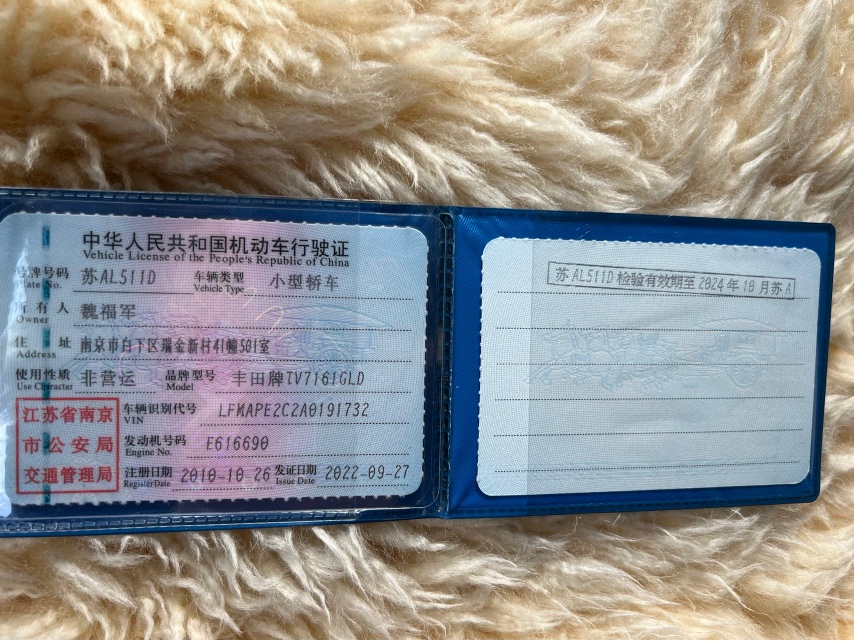 中华人民共和国机动车行驶证
Vehicle License of the People's Republic of China
号牌号码 苏AL511D 车辆类型 小型轿车
Plate No. Vehicle Type
所有人 魏福军
Owner
住址 南京市白下区瑞金新村41幢501室
Address
使用性质 非营运 品牌型号 丰田牌TV7161GLD
Use Character Model
江苏省南京
市公安局
交通管理局
车辆识别代号 LFMAPE2C2A0191732
VIN
发动机号码 E616690
Engine No.
注册日期 2010-10-26 发证日期 2022-09-27
Register Date Issue Date
苏AL511D检验有效期至2024年10月苏A